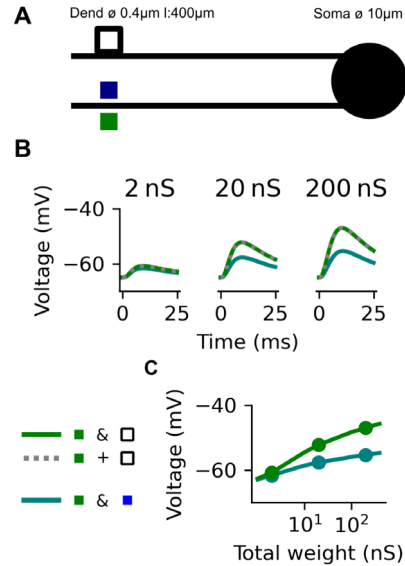 A
Dend ø 0.4μm l:400μm Soma ø 10μm
B
2 nS 20 nS 200 nS
Voltage (mV)
−40
−60
0 25 0 25 0 25
Time (ms)
C
& 
+
&
Voltage (mV)
−40
−60
10¹ 10²
Total weight (nS)